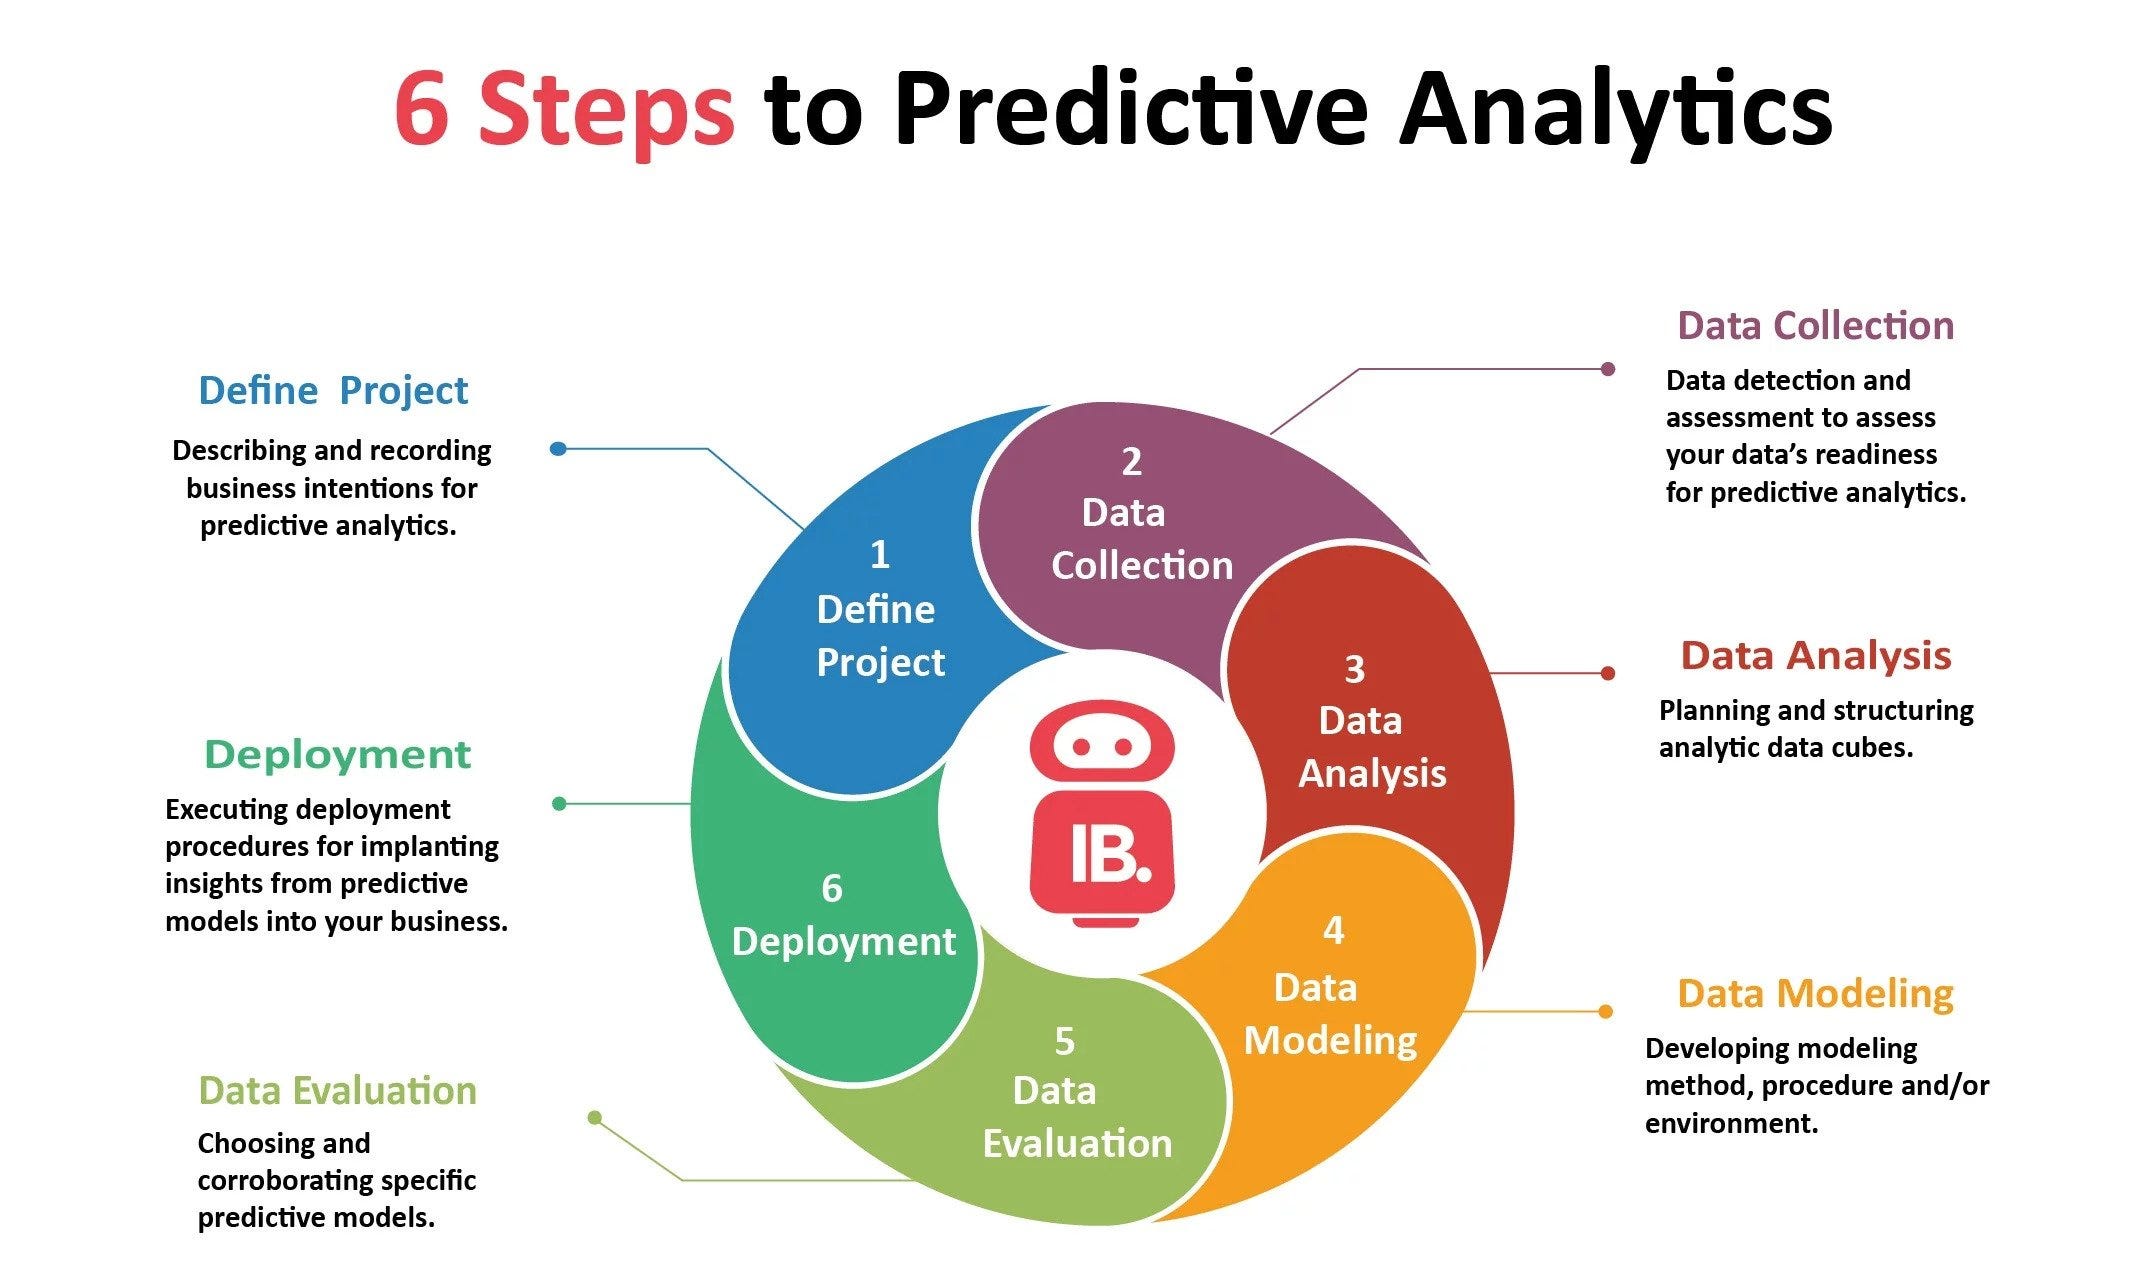 6 Steps to Predictive Analytics
Define Project
Describing and recording
business intentions for
predictive analytics.
Data Collection
Data detection and
assessment to assess
your data’s readiness
for predictive analytics.
Data Analysis
Planning and structuring
analytic data cubes.
Data Modeling
Developing modeling
method, procedure and/or
environment.
Data Evaluation
Choosing and
corroborating specific
predictive models.
Deployment
Executing deployment
procedures for implanting
insights from predictive
models into your business.
1
Define
Project
2
Data
Collection
3
Data
Analysis
4
Data
Modeling
5
Data
Evaluation
6
Deployment
IB.